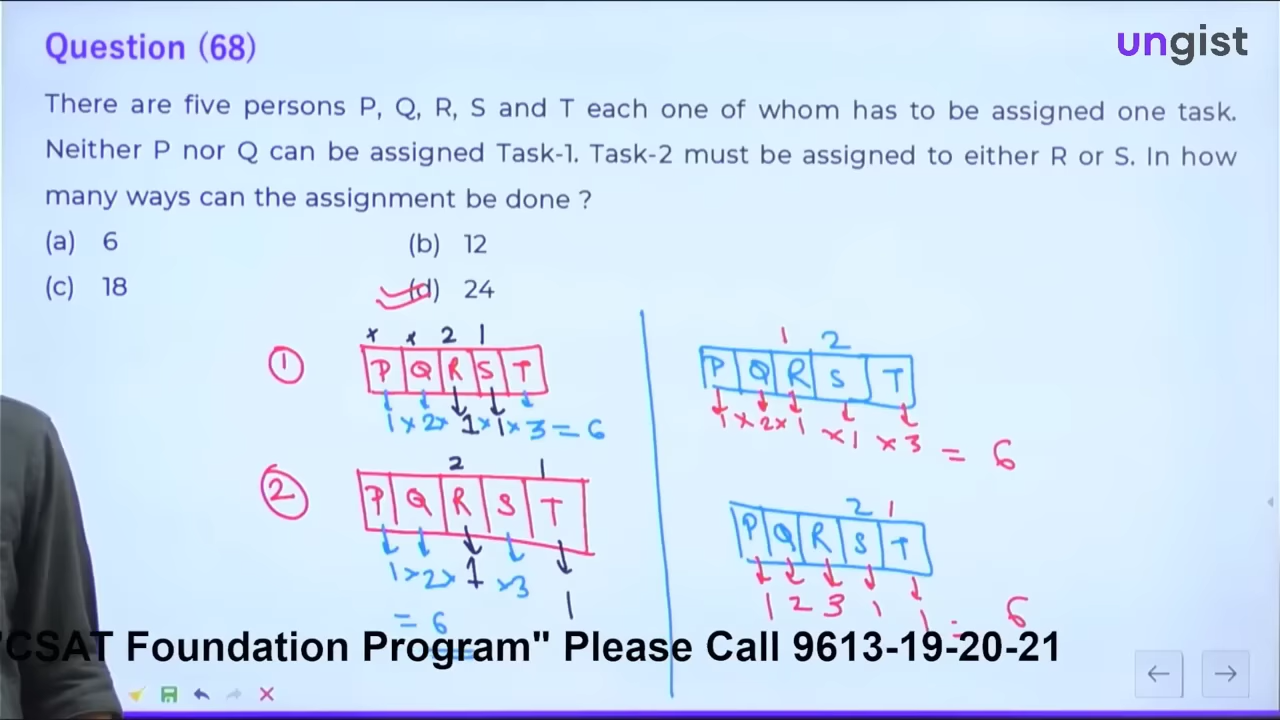 Question (68)
ungist
There are five persons P, Q, R, S and T each one of whom has to be assigned one task.
Neither P nor Q can be assigned Task-1. Task-2 must be assigned to either R or S. In how
many ways can the assignment be done ?
(a) 6
(b) 12
(c) 18
(d) 24
x x 2 1
① P Q R S T
1 × 2 × 1 × 1 × 3 = 6
1 2
P Q R S T
1 × 2 × 1 × 1 × 3 = 6
2 1
② P Q R S T
1 × 2 × 1 × 3 1
= 6
2 1
P Q R S T
1 2 3 1 1 = 6
"CSAT Foundation Program" Please Call 9613-19-20-21